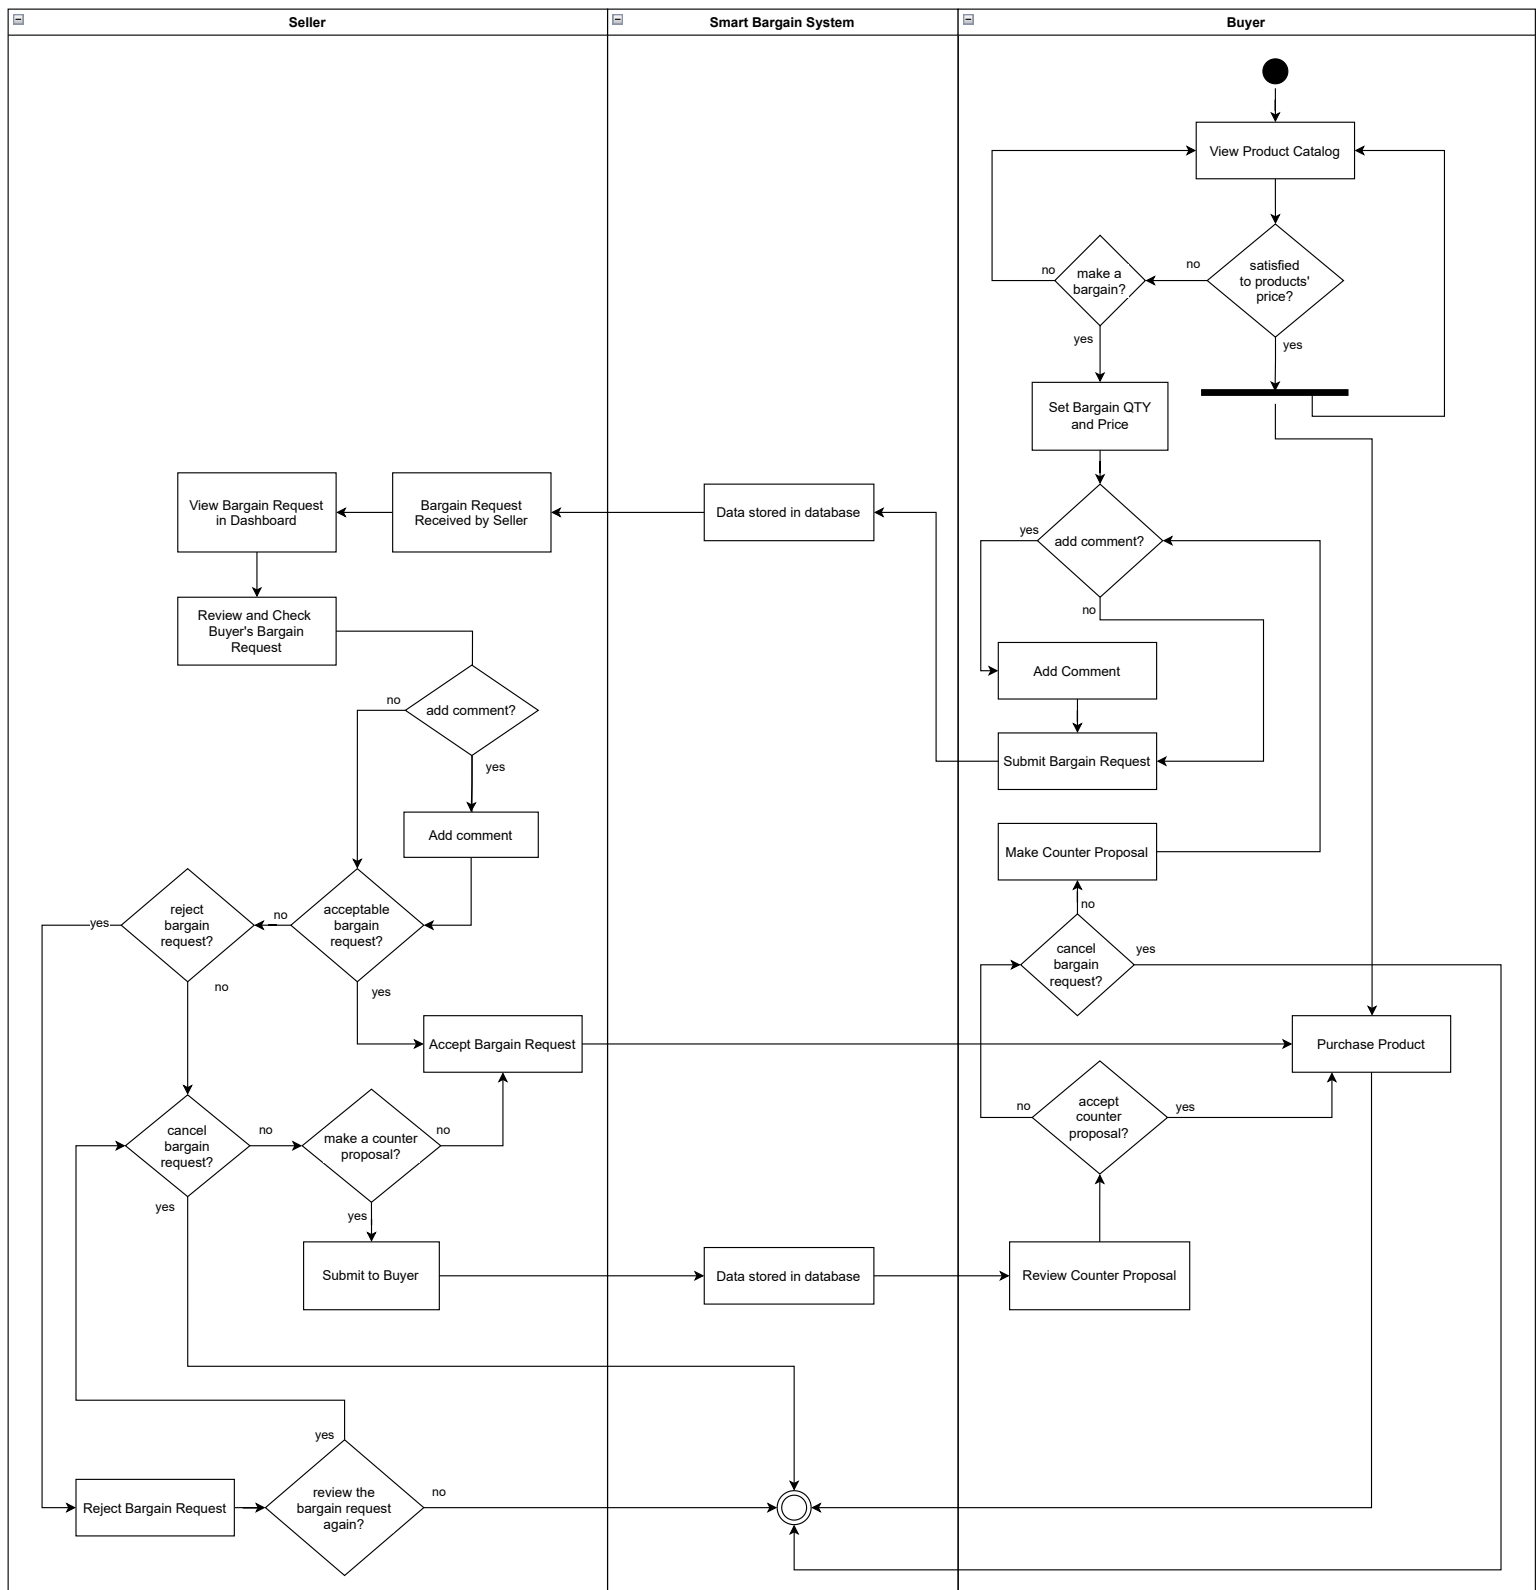 Seller
Smart Bargain System
Buyer
View Product Catalog
satisfied
to products'
price?
no
yes
make a
bargain?
no
yes
Set Bargain QTY
and Price
add comment?
yes
no
Add Comment
Submit Bargain Request
Data stored in database
Bargain Request
Received by Seller
View Bargain Request
in Dashboard
Review and Check
Buyer's Bargain
Request
add comment?
no
yes
Add comment
acceptable
bargain
request?
no
yes
reject
bargain
request?
yes
no
Accept Bargain Request
cancel
bargain
request?
no
yes
make a counter
proposal?
no
yes
Submit to Buyer
Data stored in database
Review Counter Proposal
accept
counter
proposal?
no
yes
cancel
bargain
request?
no
yes
Make Counter Proposal
Purchase Product
Reject Bargain Request
review the
bargain request
again?
yes
no